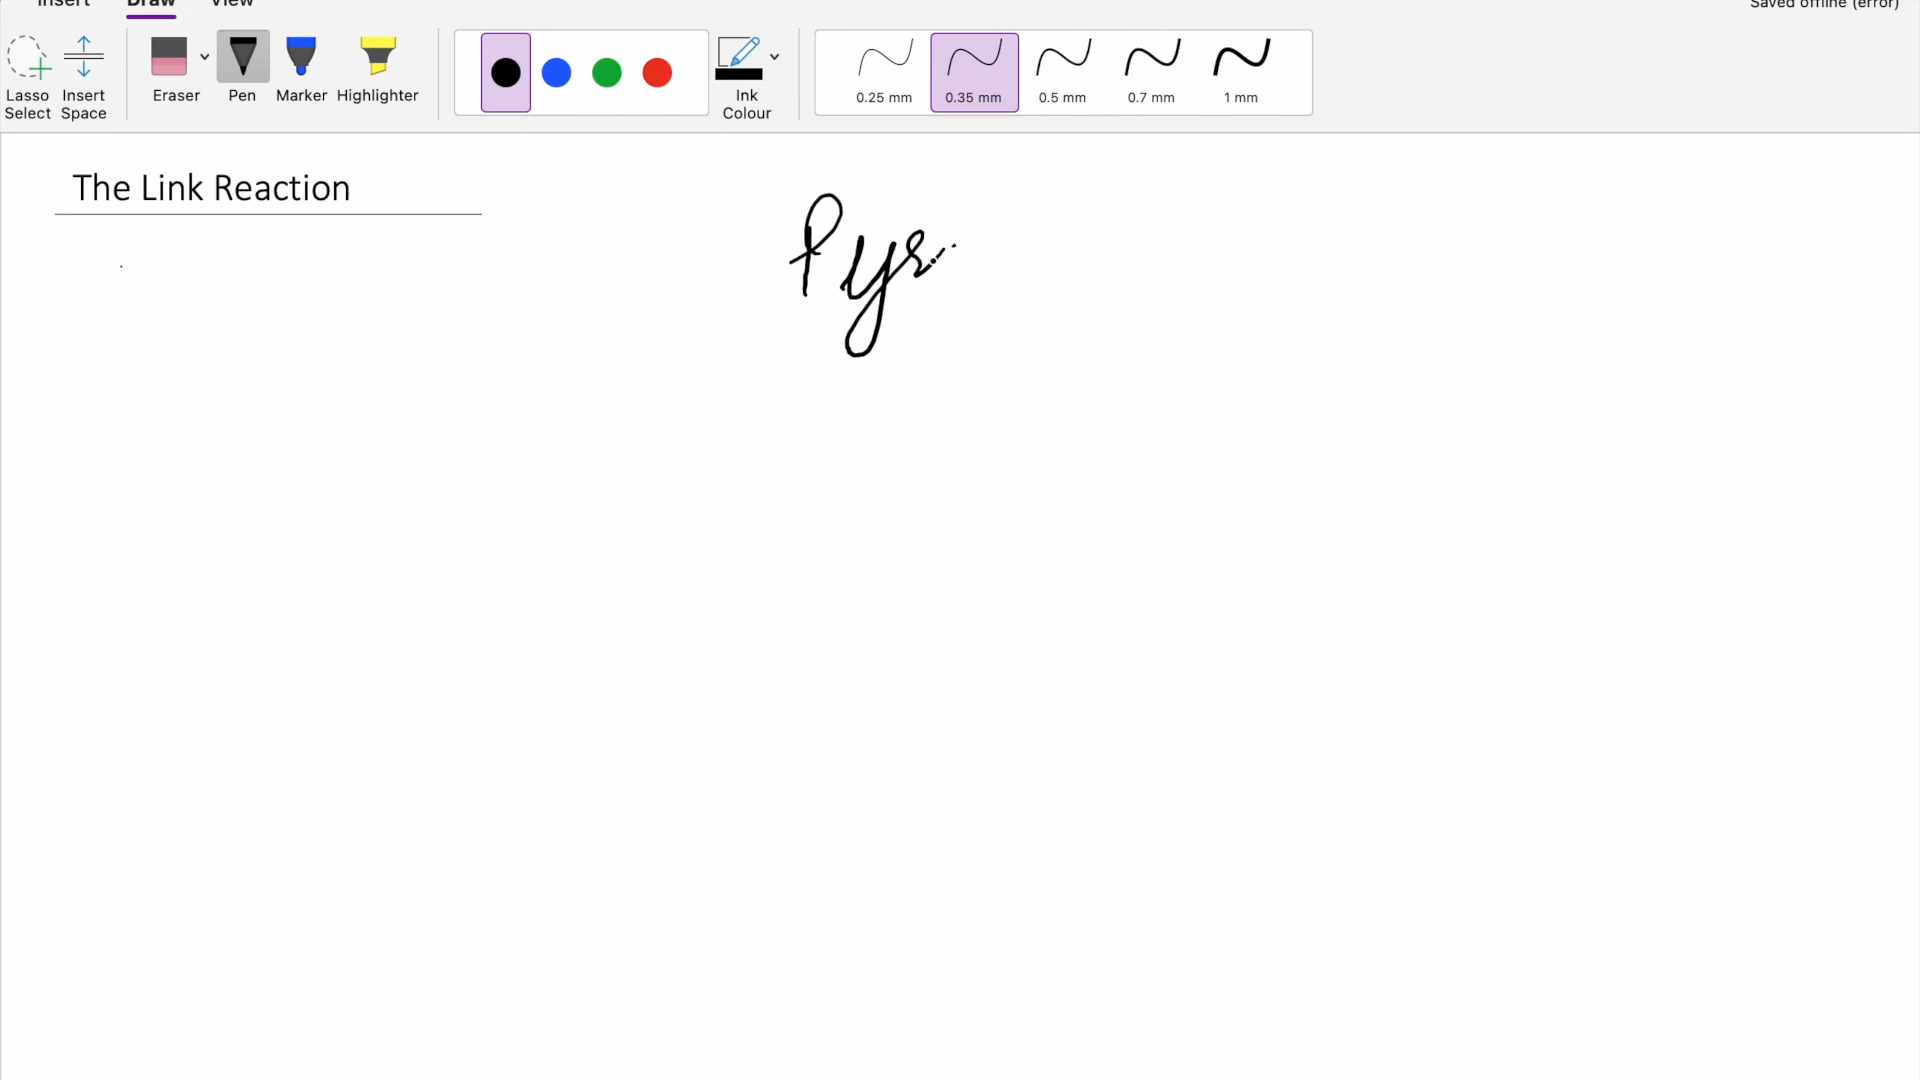 Insert Draw View Saved offline (error)
Lasso Select
Insert Space
Eraser
Pen
Marker
Highlighter
Ink Colour
0.25 mm
0.35 mm
0.5 mm
0.7 mm
1 mm
The Link Reaction
Pyr